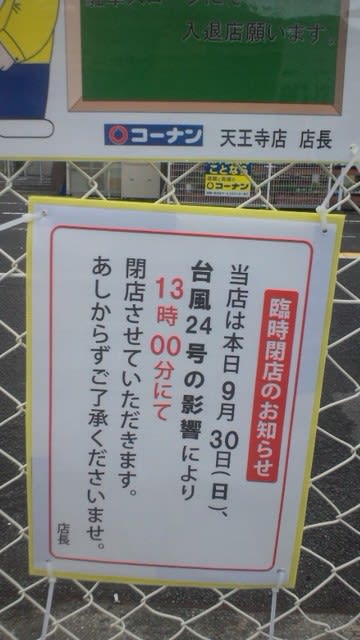 入退店願います。
コーナン 天王寺店 店長
コーナン
臨時閉店のお知らせ
当店は本日9月30日(日)、
台風24号の影響により
13時00分にて
閉店させていただきます。
あしからずご了承くださいませ。
店長